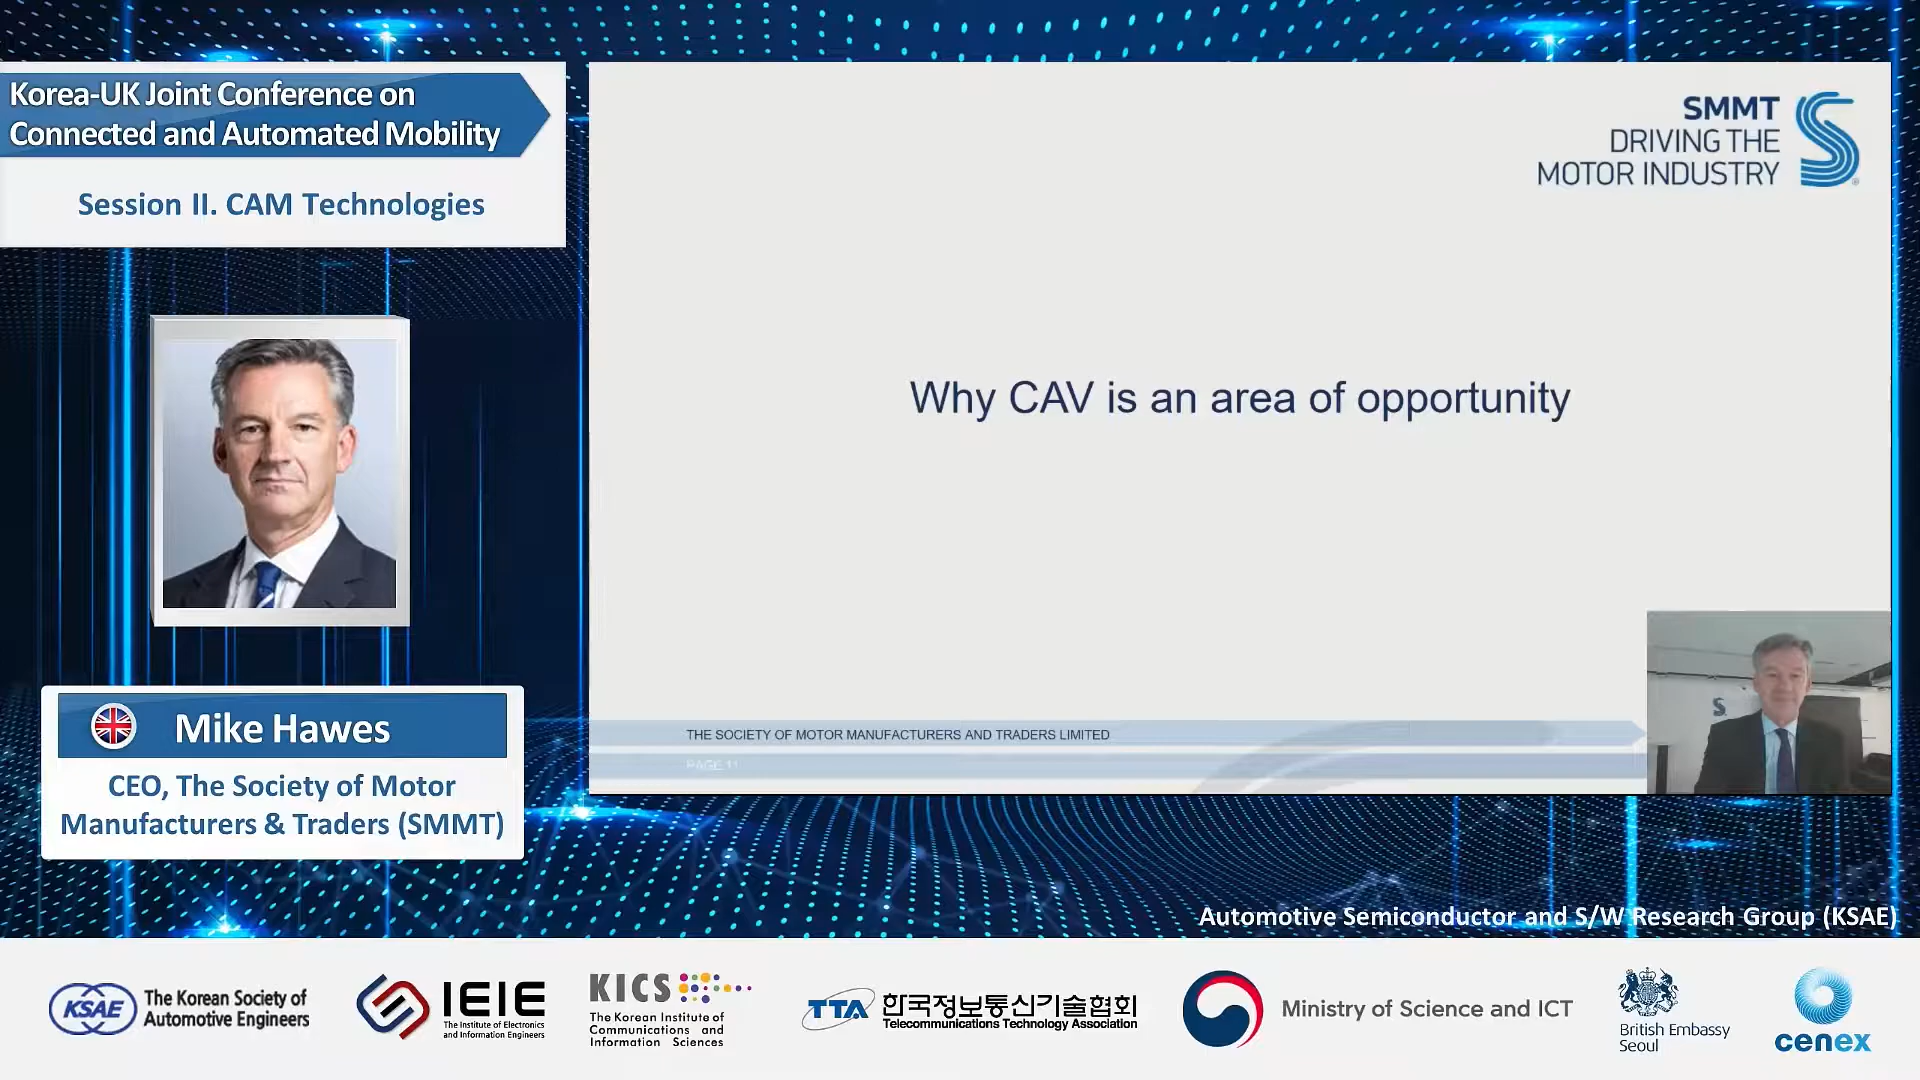 Korea-UK Joint Conference on
Connected and Automated Mobility
Session II. CAM Technologies
Mike Hawes
CEO, The Society of Motor
Manufacturers & Traders (SMMT)
SMMT
DRIVING THE
MOTOR INDUSTRY
Why CAV is an area of opportunity
THE SOCIETY OF MOTOR MANUFACTURERS AND TRADERS LIMITED
PAGE 11
Automotive Semiconductor and S/W Research Group (KSAE)
KSAE
The Korean Society of
Automotive Engineers
IEIE
The Institute of Electronics
and Information Engineers
KICS
The Korean Institute of
Communications and
Information Sciences
TTA
한국정보통신기술협회
Telecommunications Technology Association
Ministry of Science and ICT
British Embassy
Seoul
cenex